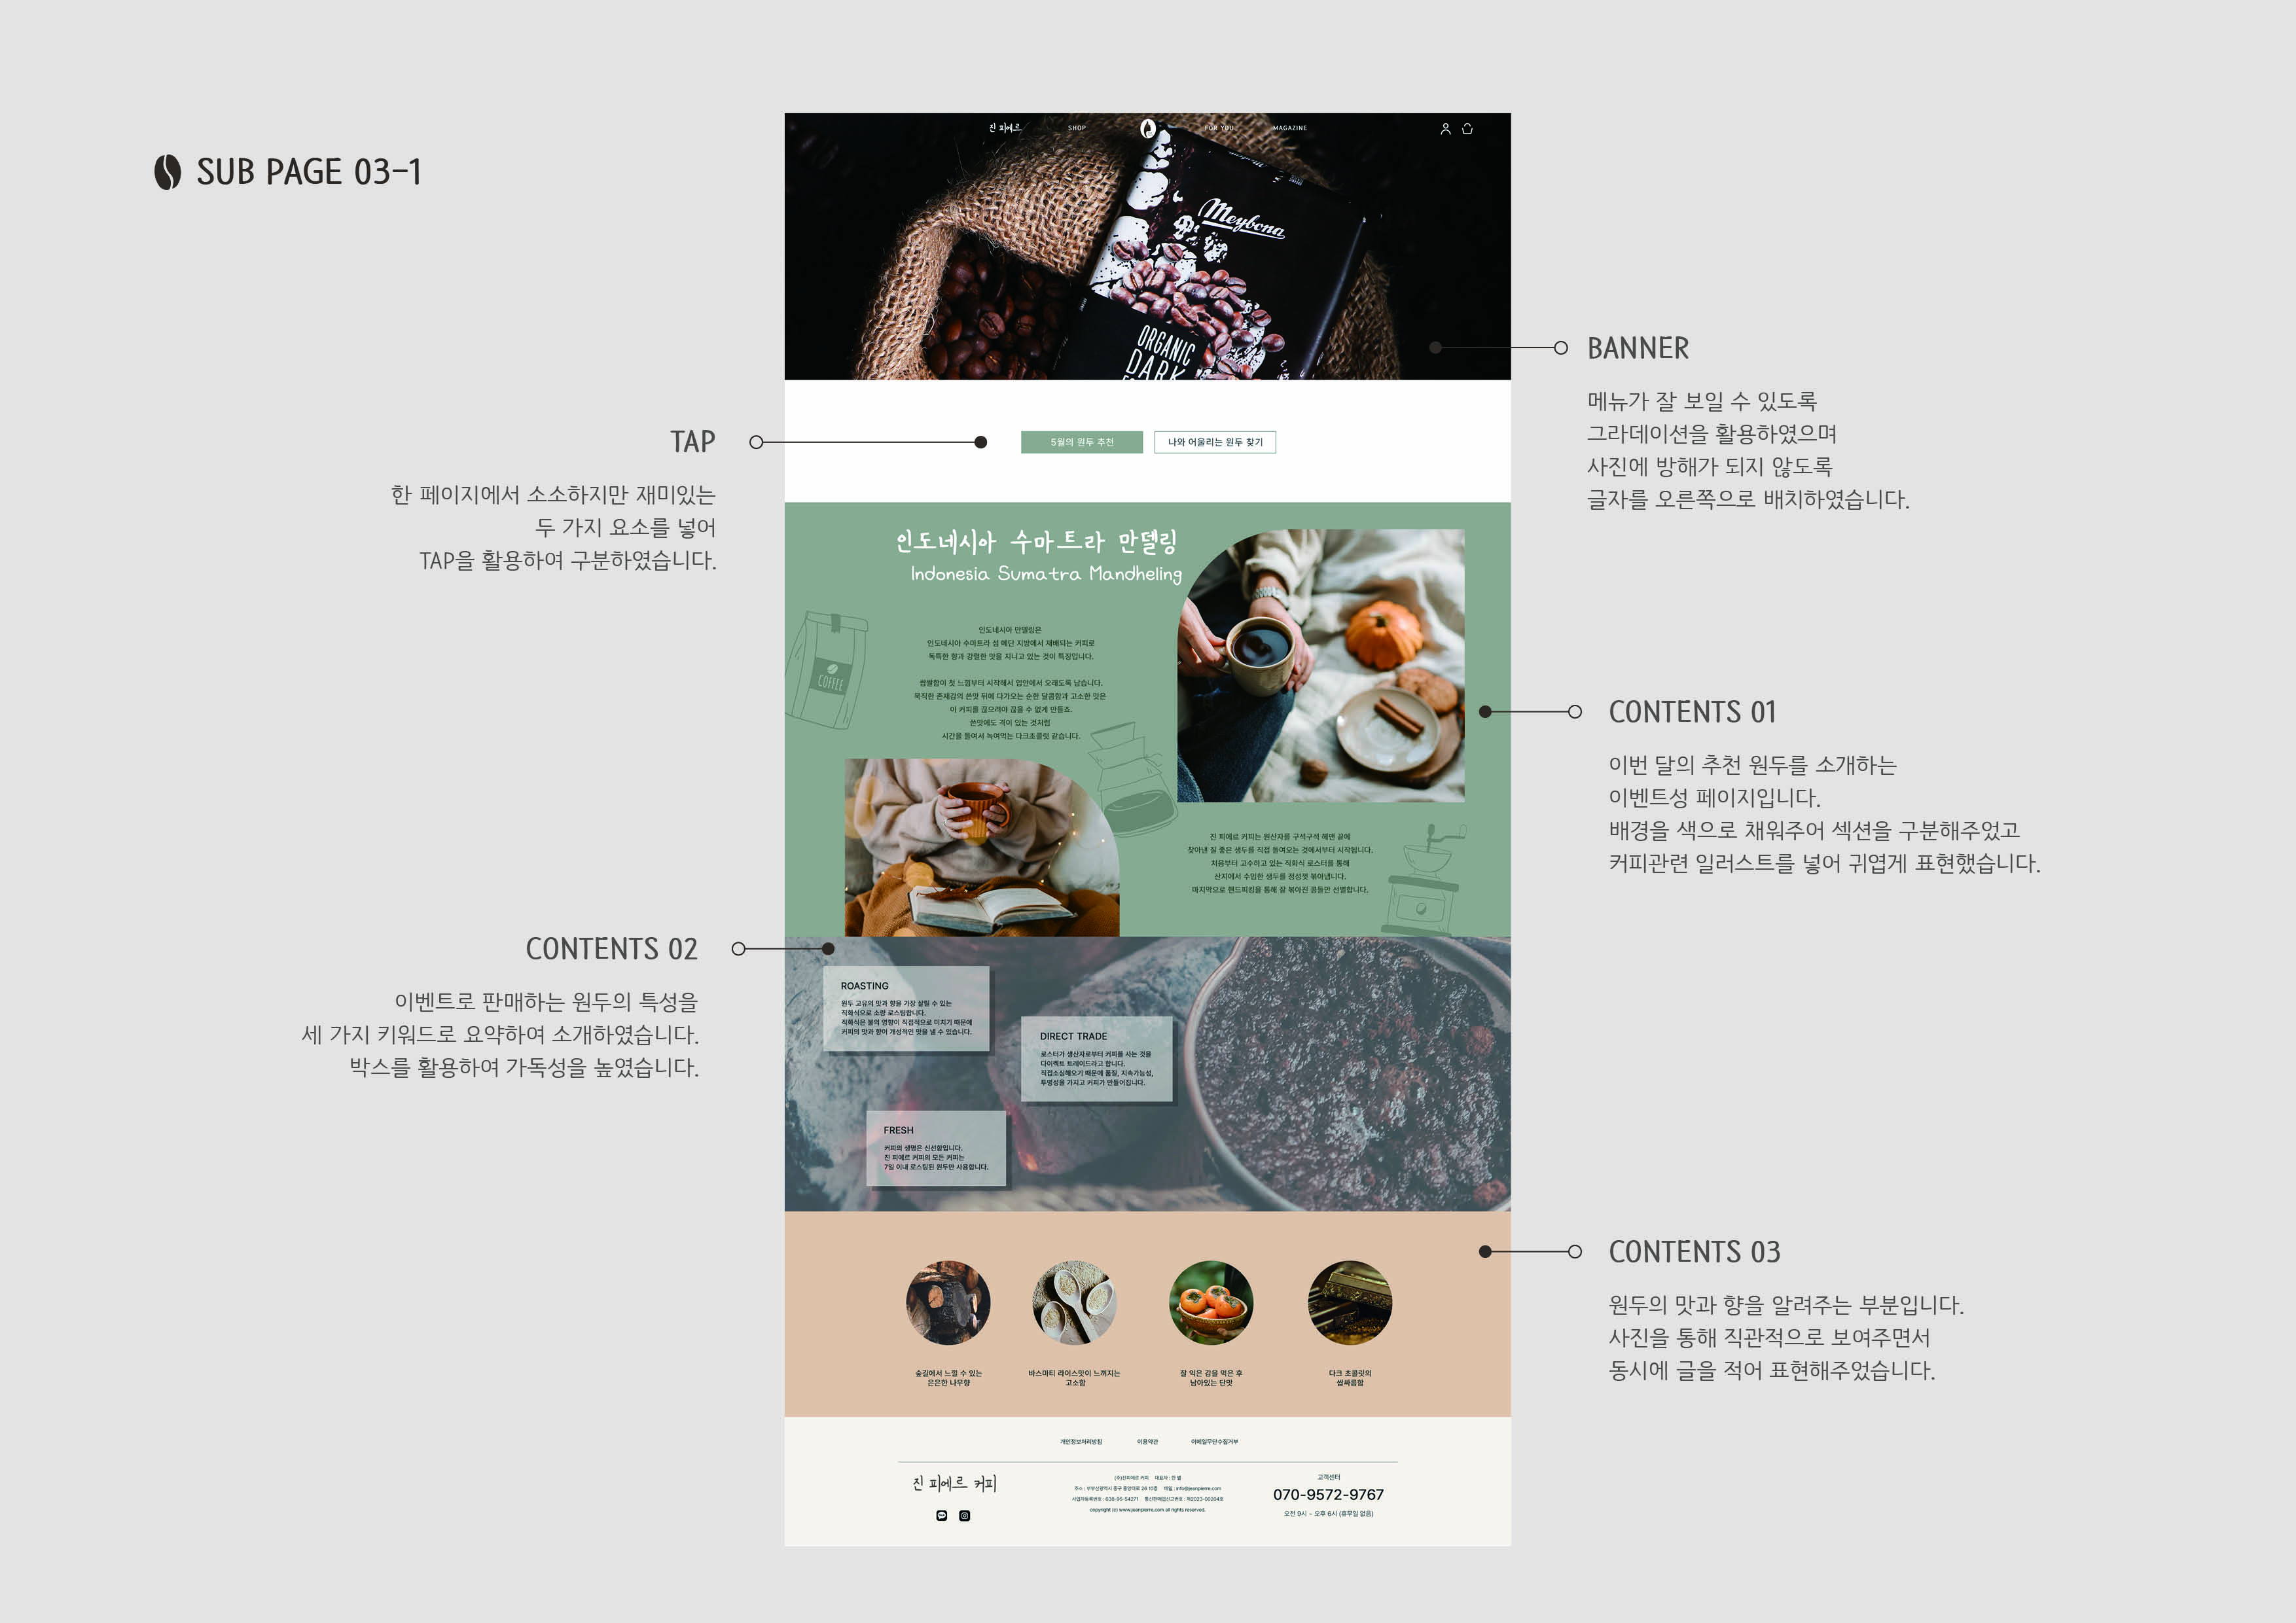 SUB PAGE 03-1
진 피에르
SHOP
FOR YOU
MAGAZINE
Meybona
ORGANIC
DARK
BANNER
메뉴가 잘 보일 수 있도록
그라데이션을 활용하였으며
사진에 방해가 되지 않도록
글자를 오른쪽으로 배치하였습니다.
TAP
한 페이지에서 소소하지만 재미있는
두 가지 요소를 넣어
TAP을 활용하여 구분하였습니다.
5월의 원두 추천
나와 어울리는 원두 찾기
인도네시아 수마트라 만델링
Indonesia Sumatra Mandheling
인도네시아 만델링은
인도네시아 수마트라 섬 메단 지방에서 재배되는 커피로
독특한 향과 강렬한 맛을 지니고 있는 것이 특징입니다.
쌉쌀함이 첫 느낌부터 시작해서 입안에서 오래도록 남습니다.
묵직한 존재감의 쓴맛 뒤에 다가오는 순한 달콤함과 고소한 맛은
이 커피를 끊으려야 끊을 수 없게 만들죠.
쓴맛에도 격이 있는 것처럼
시간을 들여서 녹여먹는 다크초콜릿 같습니다.
COFFEE
CONTENTS 01
이번 달의 추천 원두를 소개하는
이벤트성 페이지입니다.
배경을 색으로 채워주어 섹션을 구분해주었고
커피관련 일러스트를 넣어 귀엽게 표현했습니다.
진 피에르 커피는 원산자를 구석구석 헤맨 끝에
찾아낸 질 좋은 생두를 직접 들여오는 것에서부터 시작됩니다.
처음부터 고수하고 있는 직화식 로스터를 통해
산지에서 수입한 생두를 정성껏 볶아냅니다.
마지막으로 핸드피킹을 통해 잘 볶아진 콩들만 선별합니다.
CONTENTS 02
이벤트로 판매하는 원두의 특성을
세 가지 키워드로 요약하여 소개하였습니다.
박스를 활용하여 가독성을 높였습니다.
ROASTING
원두 고유의 맛과 향을 가장 살릴 수 있는
직화식으로 소량 로스팅합니다.
직화식은 불의 영향이 직접적으로 미치기 때문에
커피의 맛과 향이 개성적인 맛을 낼 수 있습니다.
DIRECT TRADE
로스터가 생산자로부터 커피를 사는 것을
다이렉트 트레이드라고 합니다.
직접소싱해오기 때문에 품질, 지속가능성,
투명성을 가지고 커피가 만들어집니다.
FRESH
커피의 생명은 신선함입니다.
진 피에르 커피의 모든 커피는
7일 이내 로스팅된 원두만 사용합니다.
CONTENTS 03
원두의 맛과 향을 알려주는 부분입니다.
사진을 통해 직관적으로 보여주면서
동시에 글을 적어 표현해주었습니다.
숲길에서 느낄 수 있는
은은한 나무향
바스마티 라이스맛이 느껴지는
고소함
잘 익은 감을 먹은 후
남아있는 단맛
다크 초콜릿의
쌉싸름함
개인정보처리방침
이용약관
이메일무단수집거부
진 피에르 커피
(주)진피에르 커피 대표자 : 한 별
주소 : 부부산광역시 중구 중앙대로 26 10층 메일 : info@jeanpierre.com
사업자등록번호 : 636-95-54271 통신판매업신고번호 : 제2023-00204호
copyright (c) www.jeanpierre.com all rights reserved.
고객센터
070-9572-9767
오전 9시 - 오후 6시 (휴무일 없음)